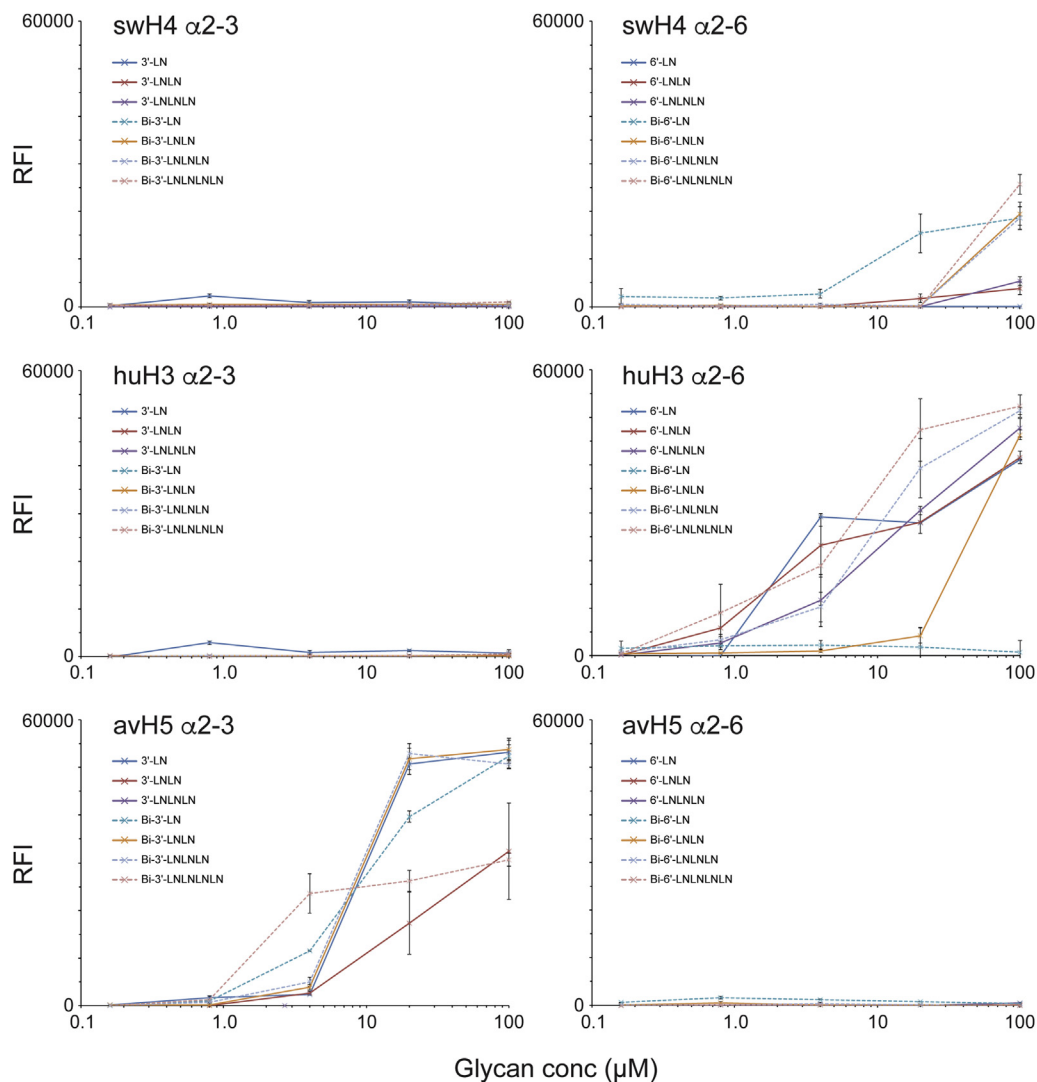 60000
swH4 α2-3
3'-LN
3'-LNLN
3'-LNLNLN
Bi-3'-LN
Bi-3'-LNLN
Bi-3'-LNLNLN
Bi-3'-LNLNLNLN
RFI
0
0.1 1.0 10 100
60000
swH4 α2-6
6'-LN
6'-LNLN
6'-LNLNLN
Bi-6'-LN
Bi-6'-LNLN
Bi-6'-LNLNLN
Bi-6'-LNLNLNLN
0
0.1 1.0 10 100
60000
huH3 α2-3
3'-LN
3'-LNLN
3'-LNLNLN
Bi-3'-LN
Bi-3'-LNLN
Bi-3'-LNLNLN
Bi-3'-LNLNLNLN
RFI
0
0.1 1.0 10 100
60000
huH3 α2-6
6'-LN
6'-LNLN
6'-LNLNLN
Bi-6'-LN
Bi-6'-LNLN
Bi-6'-LNLNLN
Bi-6'-LNLNLNLN
0
0.1 1.0 10 100
60000
avH5 α2-3
3'-LN
3'-LNLN
3'-LNLNLN
Bi-3'-LN
Bi-3'-LNLN
Bi-3'-LNLNLN
Bi-3'-LNLNLNLN
RFI
0
0.1 1.0 10 100
60000
avH5 α2-6
6'-LN
6'-LNLN
6'-LNLNLN
Bi-6'-LN
Bi-6'-LNLN
Bi-6'-LNLNLN
Bi-6'-LNLNLNLN
0
0.1 1.0 10 100
Glycan conc (μM)